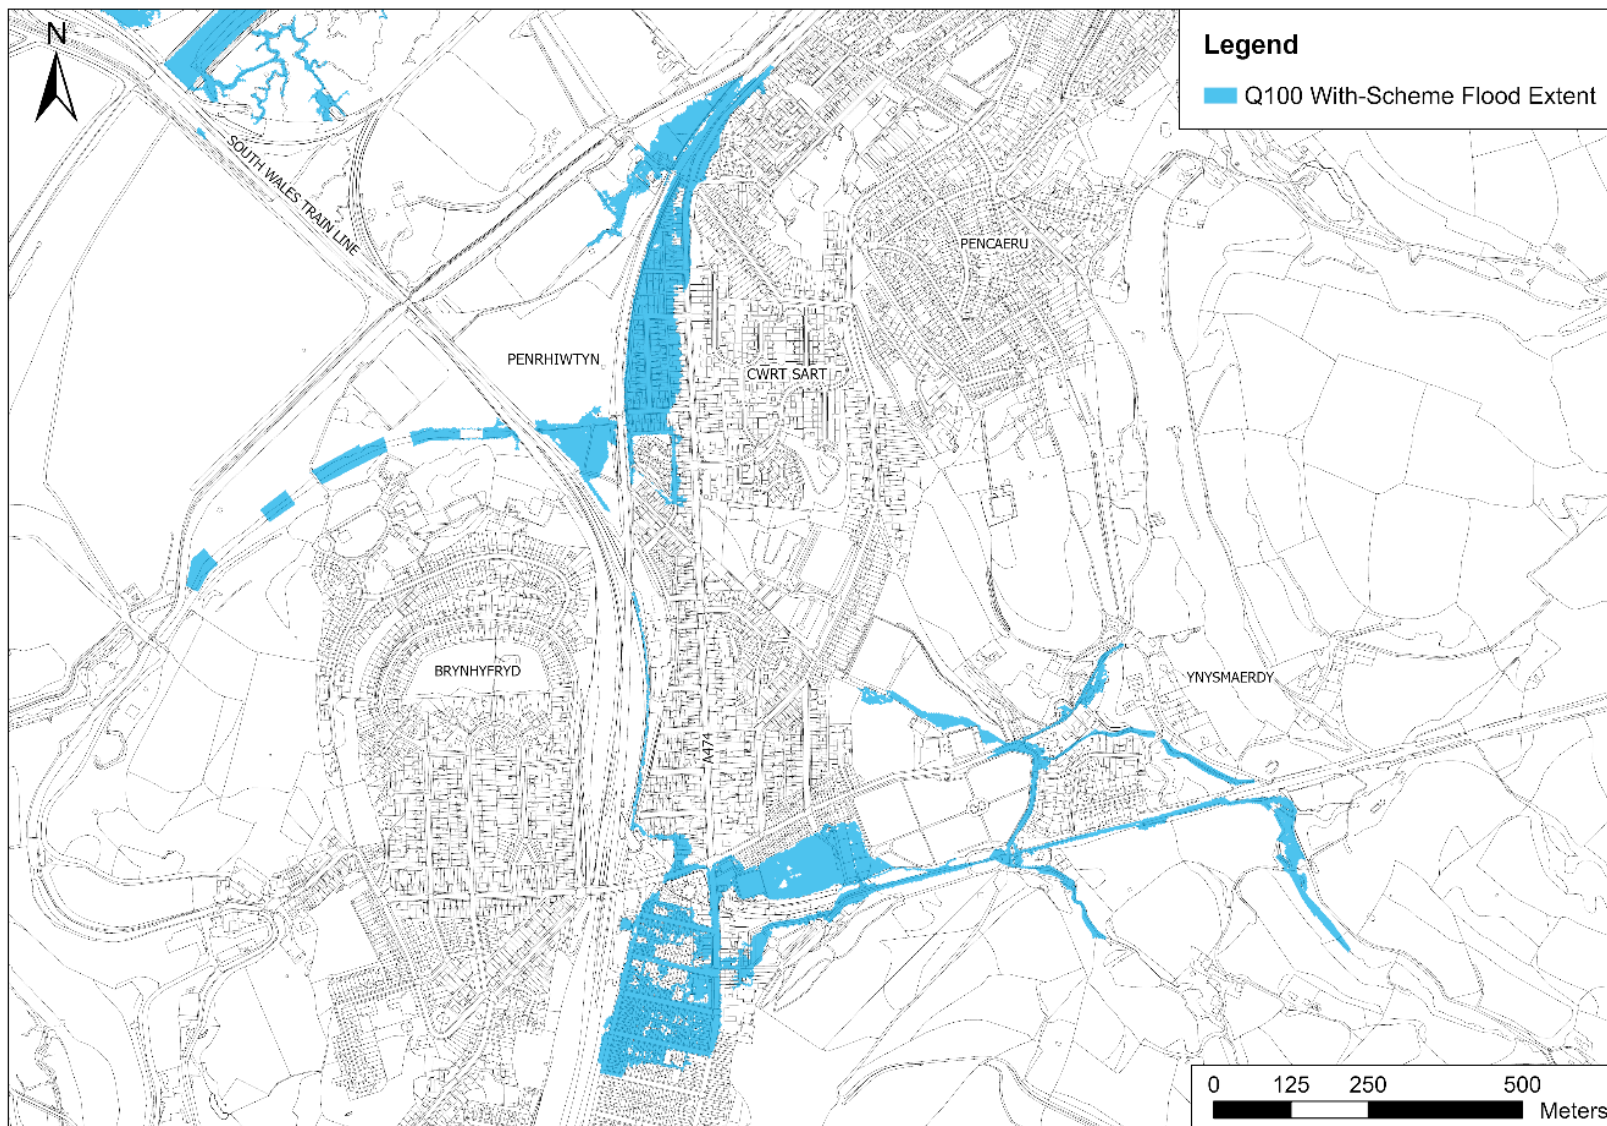 N
Legend
Q100 With-Scheme Flood Extent
SOUTH WALES TRAIN LINE
PENCAERU
PENRHIWTYN
CWRT SART
BRYNHYFRYD
YNYSMAERDY
A474
0 125 250 500
Meters